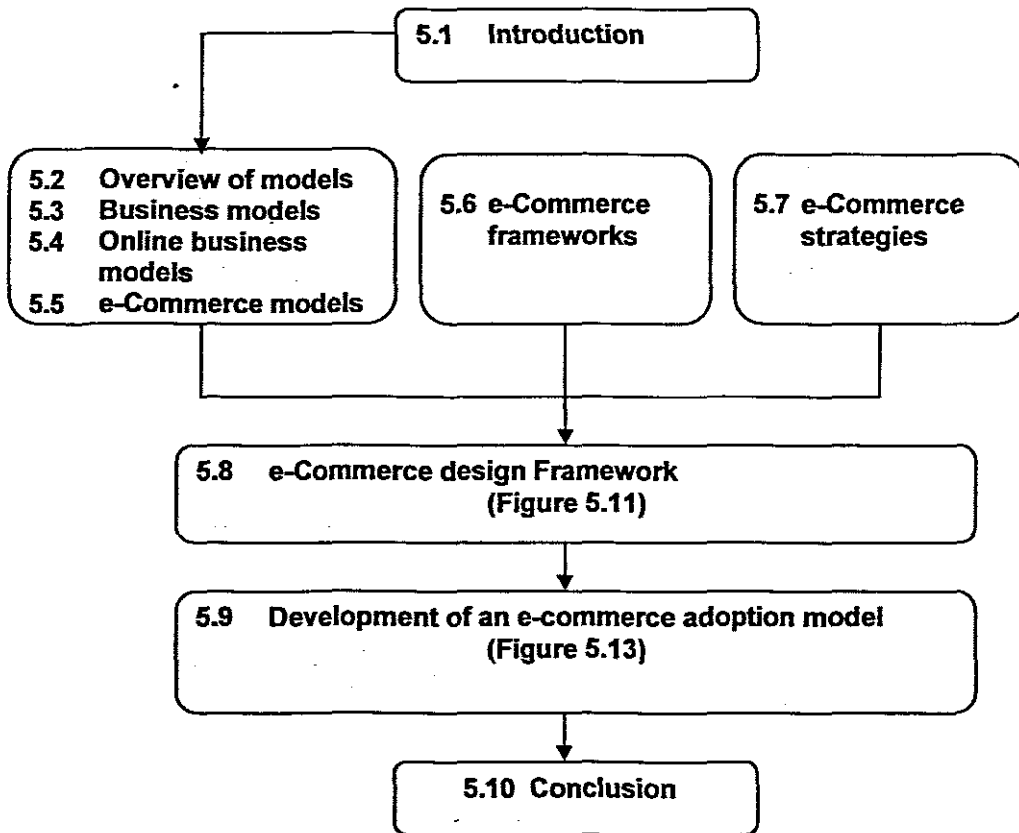 5.1 Introduction
5.2 Overview of models
5.3 Business models
5.4 Online business
models
5.5 e-Commerce models
5.6 e-Commerce
frameworks
5.7 e-Commerce
strategies
5.8 e-Commerce design Framework
(Figure 5.11)
5.9 Development of an e-commerce adoption model
(Figure 5.13)
5.10 Conclusion